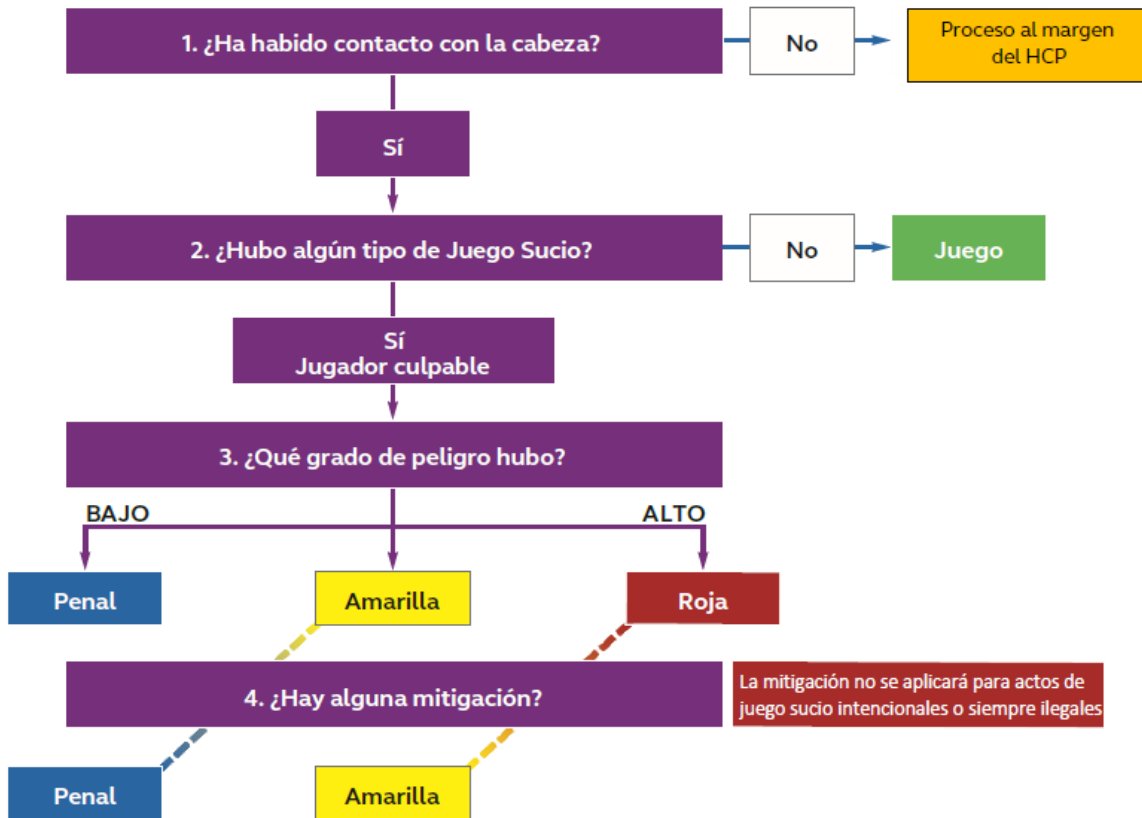 1. ¿Ha habido contacto con la cabeza?
No
Proceso al margen
del HCP
Sí
2. ¿Hubo algún tipo de Juego Sucio?
No
Juego
Sí
Jugador culpable
3. ¿Qué grado de peligro hubo?
BAJO
ALTO
Penal
Amarilla
Roja
4. ¿Hay alguna mitigación?
La mitigación no se aplicará para actos de
juego sucio intencionales o siempre ilegales
Penal
Amarilla